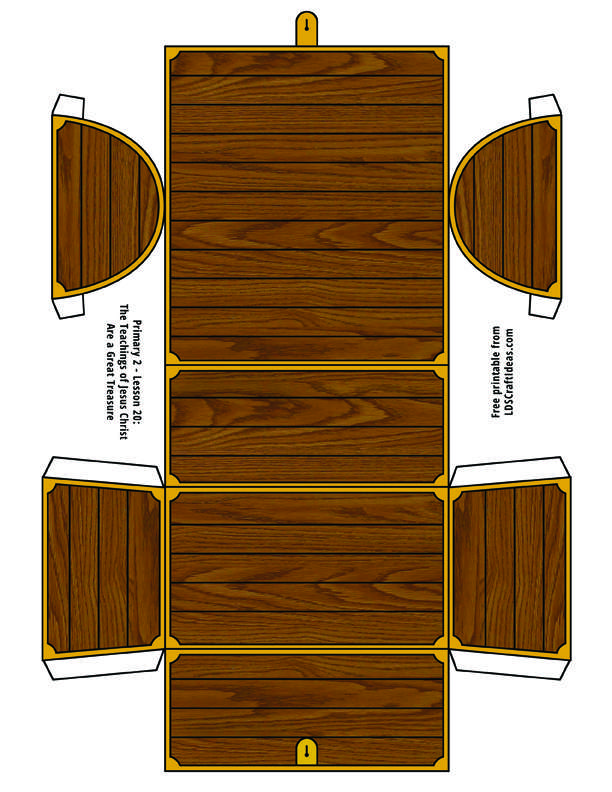 Primary 2 - Lesson 20:
The Teachings of Jesus Christ
Are a Great Treasure
Free printable from
LDSCraftIdeas.com